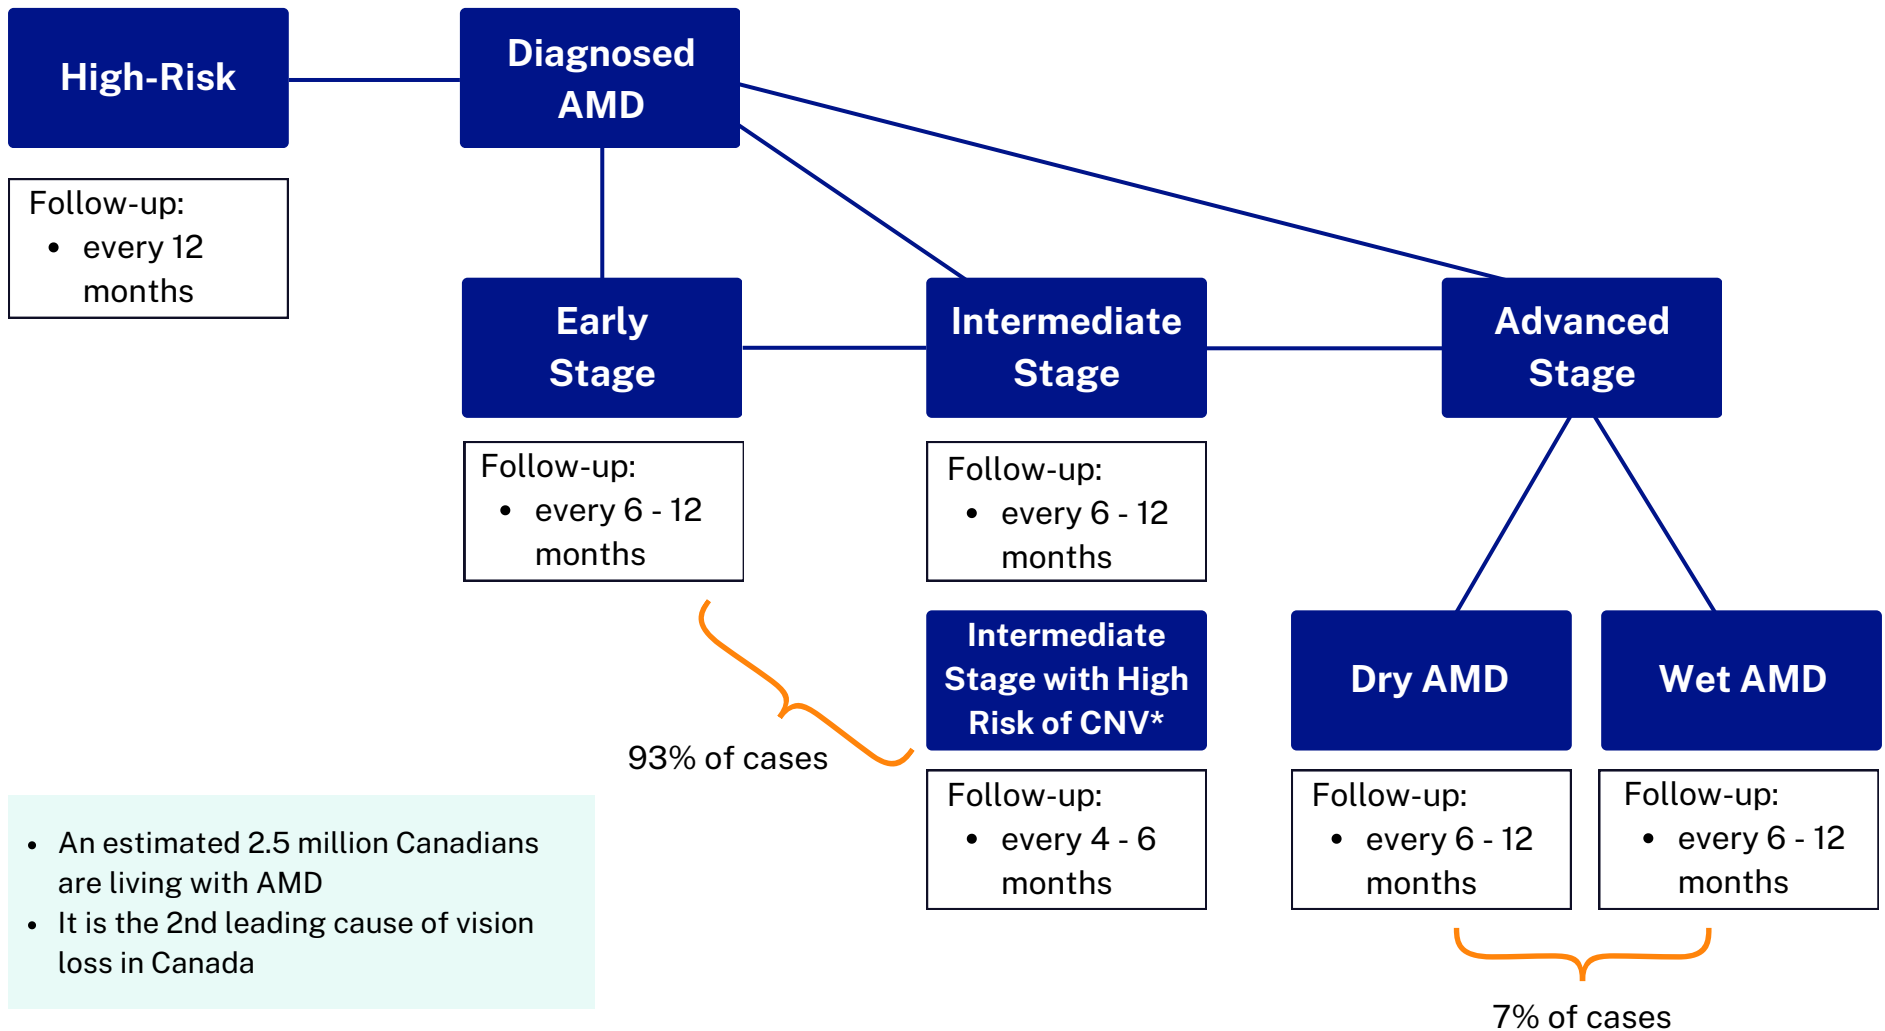 High-Risk
Diagnosed
AMD
Follow-up:
• every 12
months
Early
Stage
Intermediate
Stage
Advanced
Stage
Follow-up:
• every 6 - 12
months
Follow-up:
• every 6 - 12
months
Intermediate
Stage with High
Risk of CNV*
Dry AMD
Wet AMD
93% of cases
Follow-up:
• every 4 - 6
months
Follow-up:
• every 6 - 12
months
Follow-up:
• every 6 - 12
months
• An estimated 2.5 million Canadians
are living with AMD
• It is the 2nd leading cause of vision
loss in Canada
7% of cases